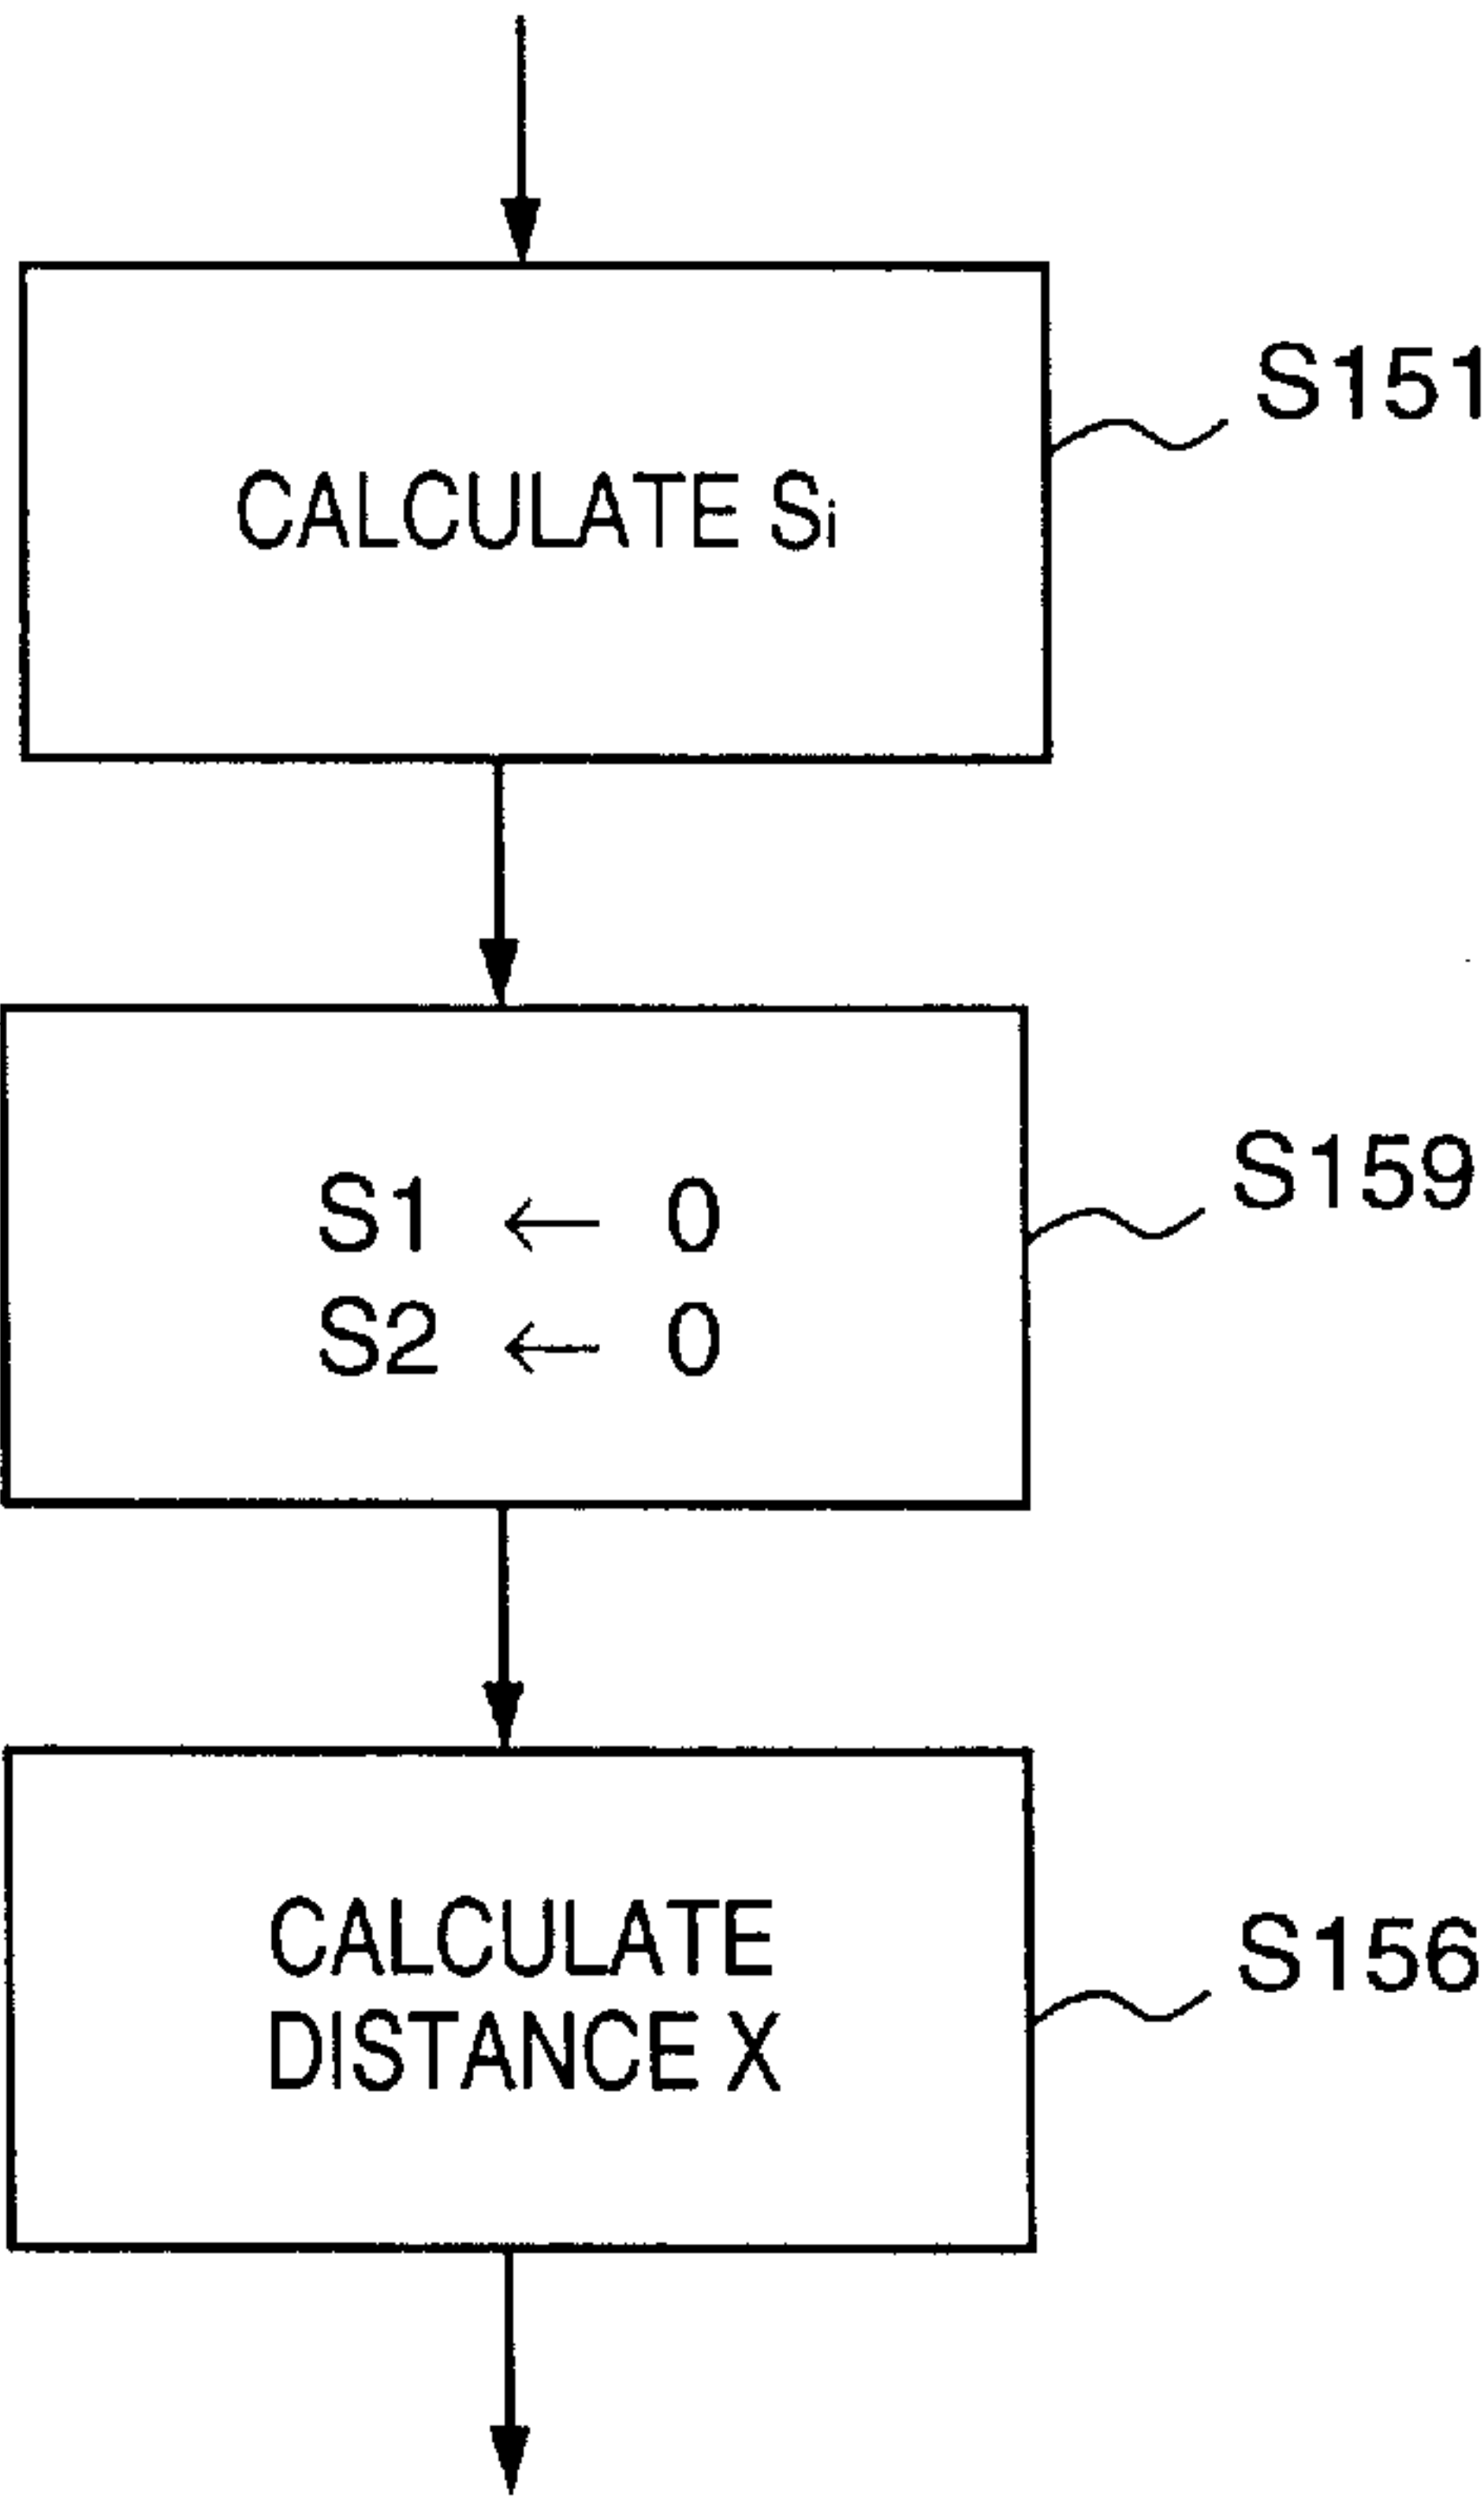 S151
CALCULATE Si
S159
S1 ← 0
S2 ← 0
S156
CALCULATE
DISTANCE X